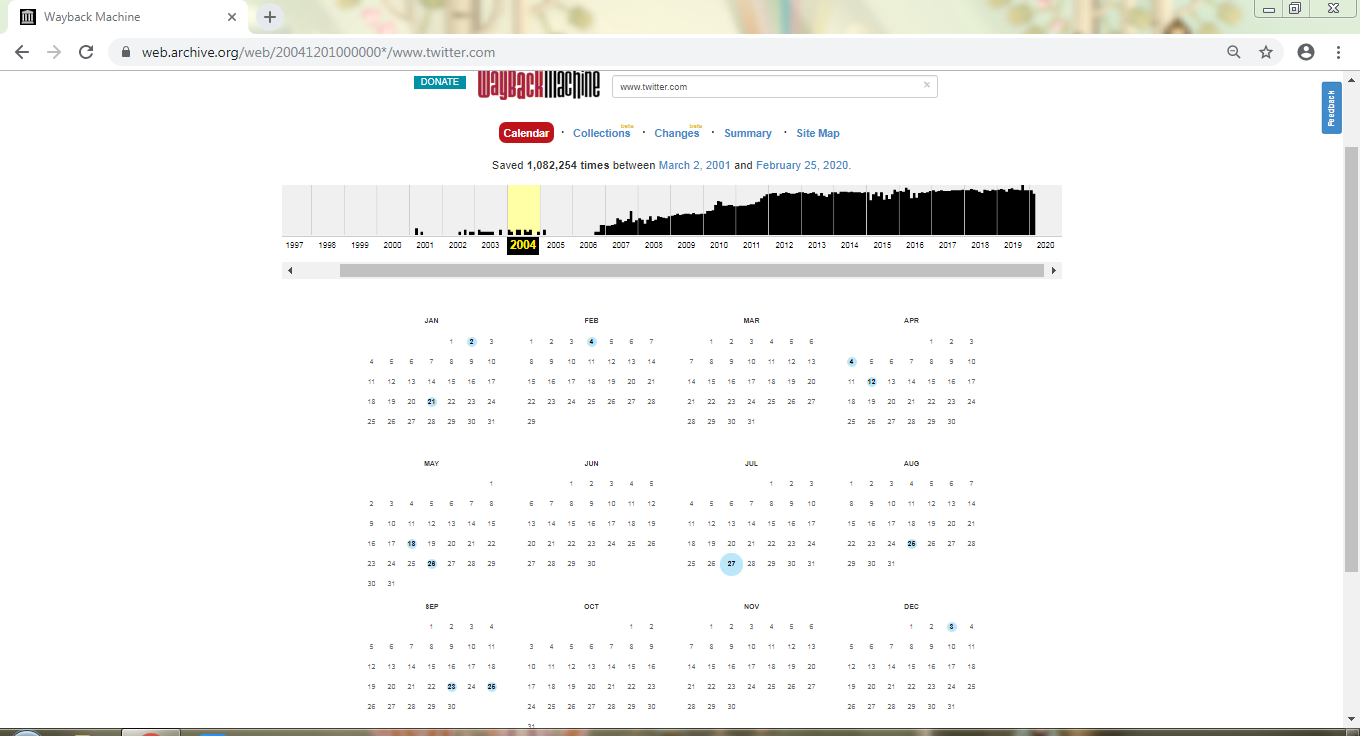 Wayback Machine
web.archive.org/web/20041201000000*/www.twitter.com
DONATE WayBackMachine www.twitter.com
Feedback
Calendar · Collections beta · Changes beta · Summary · Site Map
Saved 1,082,254 times between March 2, 2001 and February 25, 2020.
1997 1998 1999 2000 2001 2002 2003 2004 2005 2006 2007 2008 2009 2010 2011 2012 2013 2014 2015 2016 2017 2018 2019 2020
JAN FEB MAR APR
1 2 3 1 2 3 4 5 6 7 1 2 3 4 5 6 1 2 3
4 5 6 7 8 9 10 8 9 10 11 12 13 14 7 8 9 10 11 12 13 4 5 6 7 8 9 10
11 12 13 14 15 16 17 15 16 17 18 19 20 21 14 15 16 17 18 19 20 11 12 13 14 15 16 17
18 19 20 21 22 23 24 22 23 24 25 26 27 28 21 22 23 24 25 26 27 18 19 20 21 22 23 24
25 26 27 28 29 30 31 29 28 29 30 31 25 26 27 28 29 30
MAY JUN JUL AUG
1 1 2 3 4 5 1 2 3 1 2 3 4 5 6 7
2 3 4 5 6 7 8 6 7 8 9 10 11 12 4 5 6 7 8 9 10 8 9 10 11 12 13 14
9 10 11 12 13 14 15 13 14 15 16 17 18 19 11 12 13 14 15 16 17 15 16 17 18 19 20 21
16 17 18 19 20 21 22 20 21 22 23 24 25 26 18 19 20 21 22 23 24 22 23 24 25 26 27 28
23 24 25 26 27 28 29 27 28 29 30 25 26 27 28 29 30 31 29 30 31
30 31
SEP OCT NOV DEC
1 2 3 4 1 2 1 2 3 4 5 6 1 2 3 4
5 6 7 8 9 10 11 3 4 5 6 7 8 9 7 8 9 10 11 12 13 5 6 7 8 9 10 11
12 13 14 15 16 17 18 10 11 12 13 14 15 16 14 15 16 17 18 19 20 12 13 14 15 16 17 18
19 20 21 22 23 24 25 17 18 19 20 21 22 23 21 22 23 24 25 26 27 19 20 21 22 23 24 25
26 27 28 29 30 24 25 26 27 28 29 30 28 29 30 26 27 28 29 30 31
31